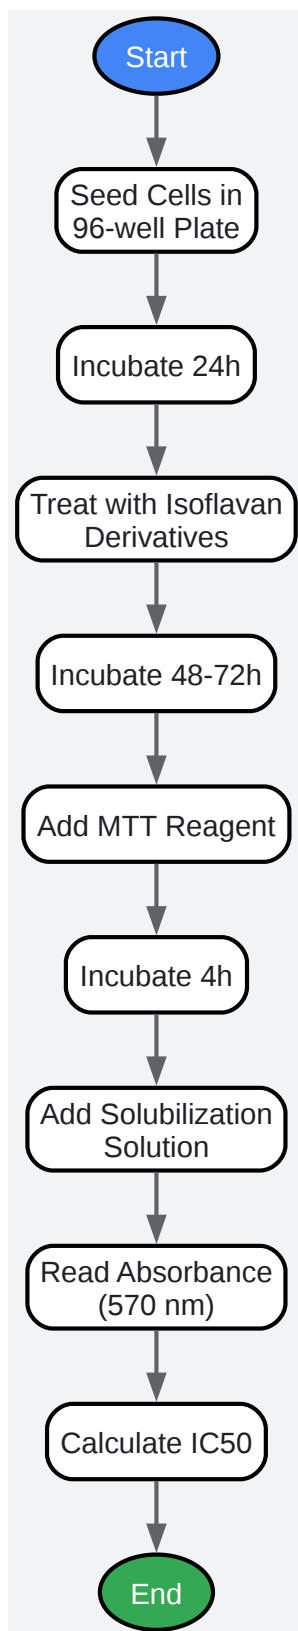 Start
Seed Cells in
96-well Plate
Incubate 24h
Treat with Isoflavan
Derivatives
Incubate 48-72h
Add MTT Reagent
Incubate 4h
Add Solubilization
Solution
Read Absorbance
(570 nm)
Calculate IC50
End